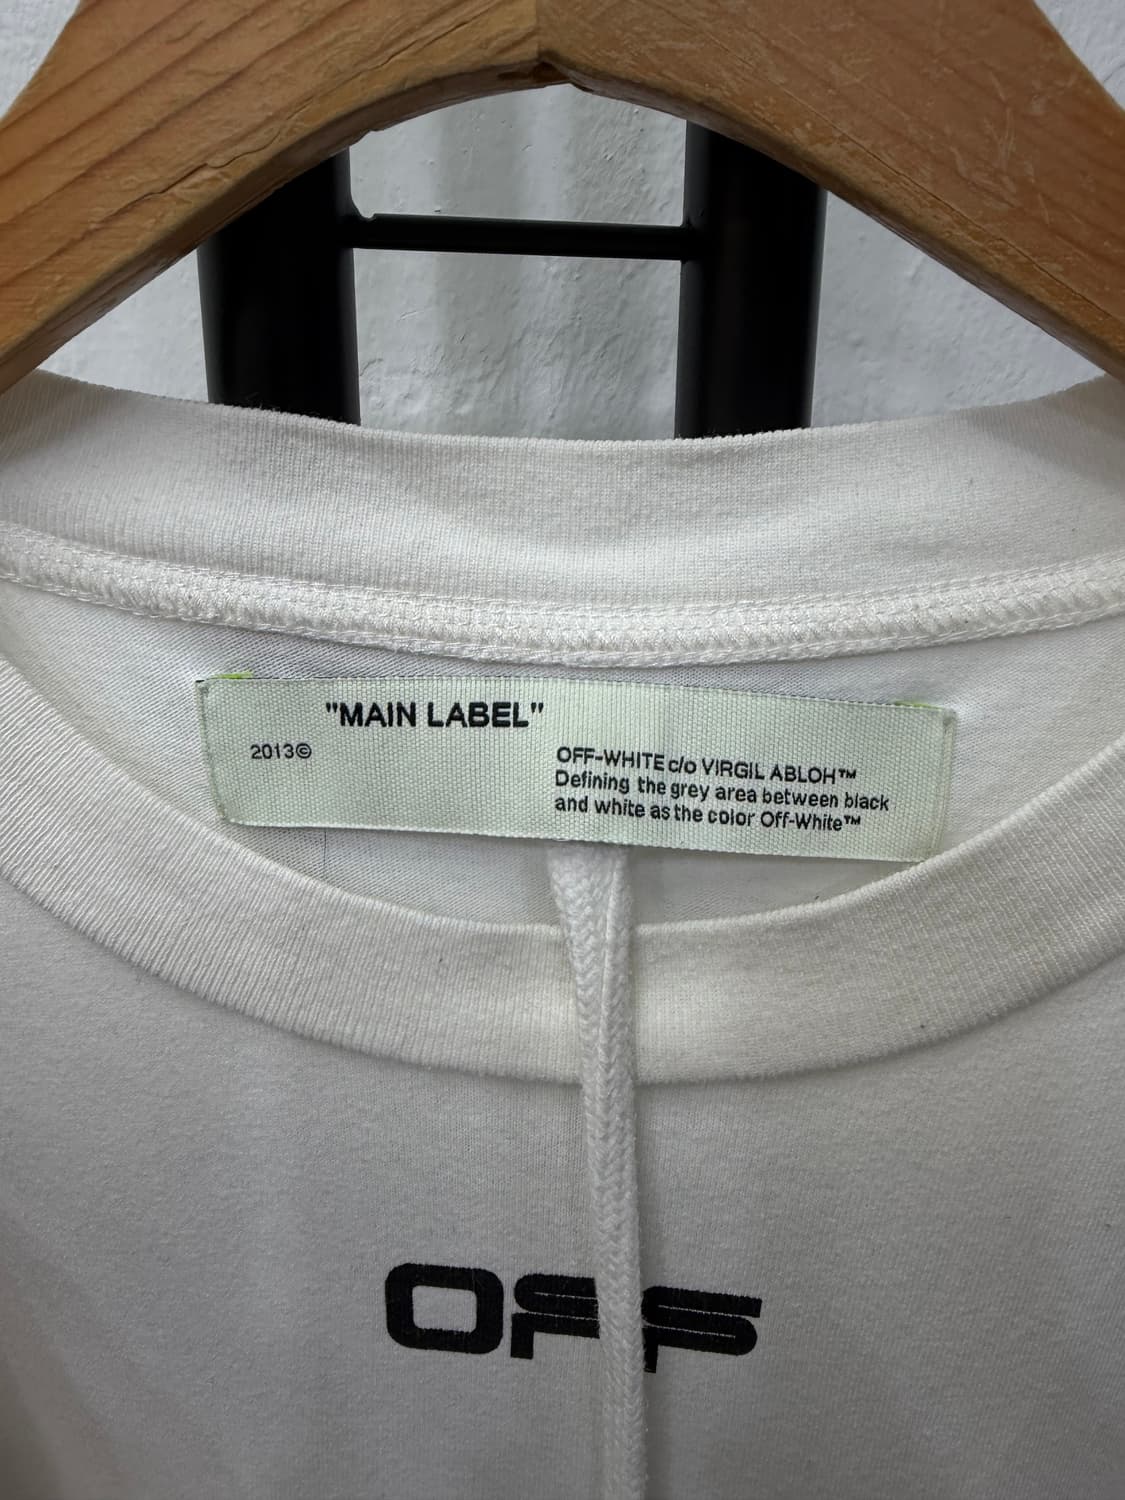 "MAIN LABEL"
2013©
OFF-WHITE c/o VIRGIL ABLOH™
Defining the grey area between black
and white as the color Off-White™
OFF